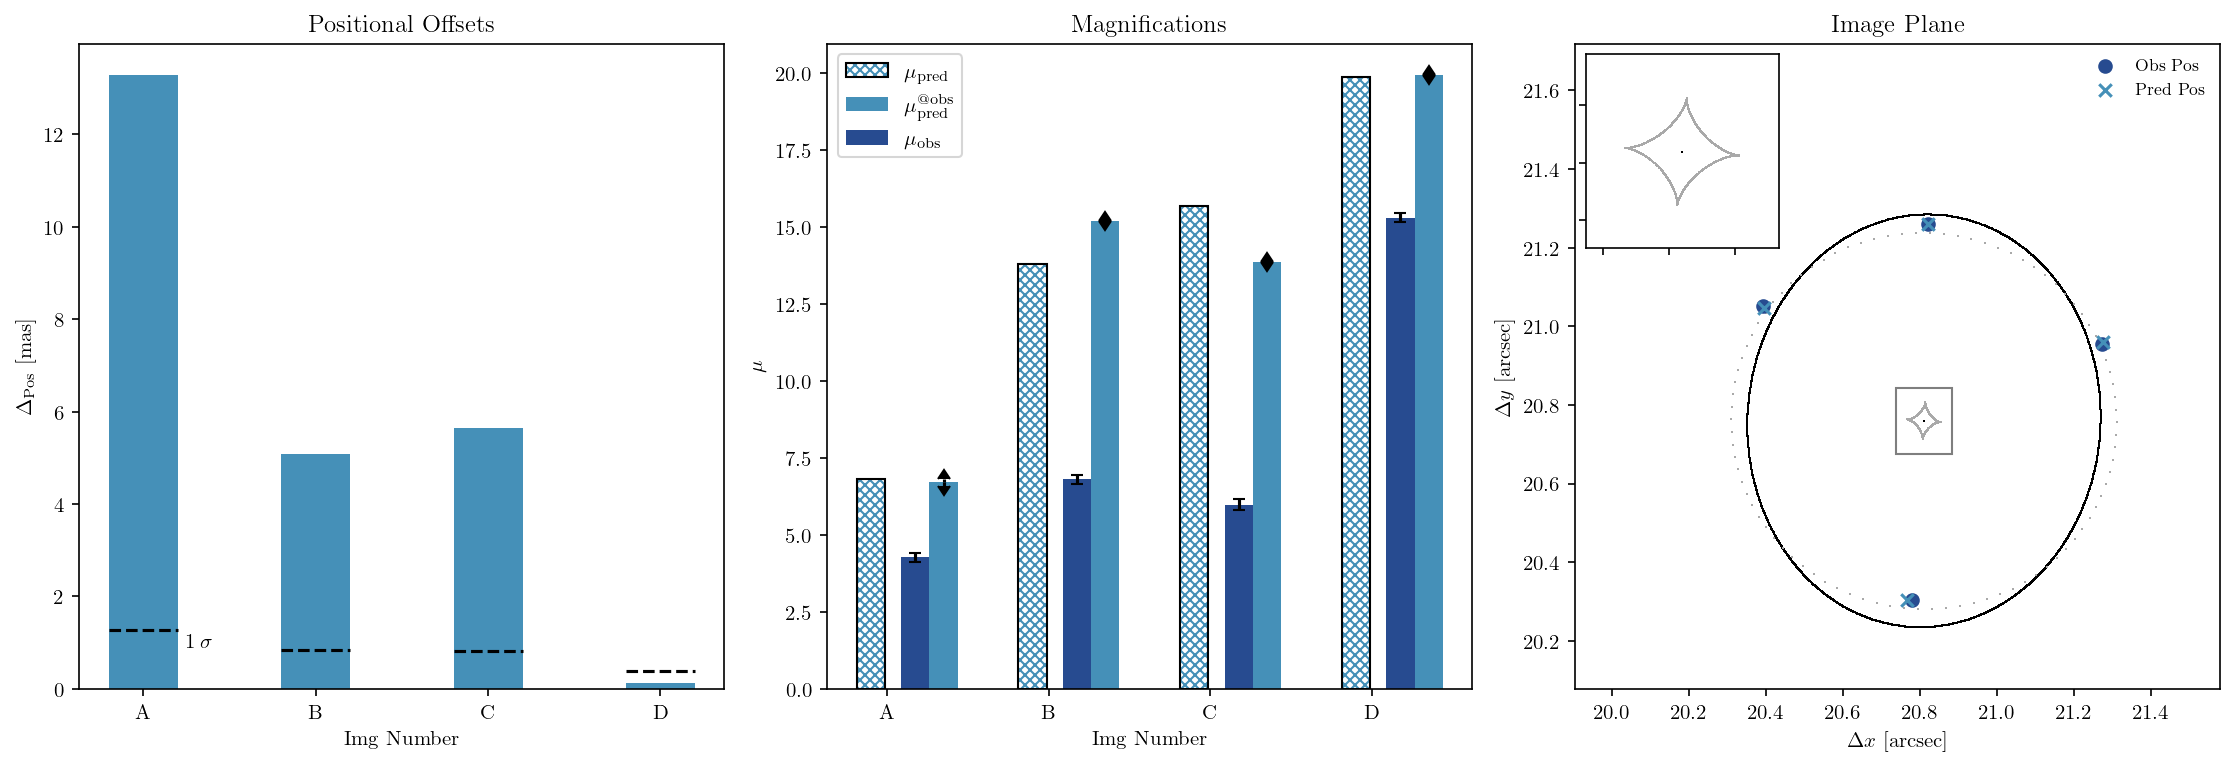 Positional Offsets
Δ_Pos [mas]
12
10
8
6
4
2
0
1 σ
A B C D
Img Number
Magnifications
μ
20.0
17.5
15.0
12.5
10.0
7.5
5.0
2.5
0.0
μ_pred
μ_pred^@obs
μ_obs
A B C D
Img Number
Image Plane
Δy [arcsec]
21.6
21.4
21.2
21.0
20.8
20.6
20.4
20.2
Obs Pos
Pred Pos
20.0 20.2 20.4 20.6 20.8 21.0 21.2 21.4
Δx [arcsec]